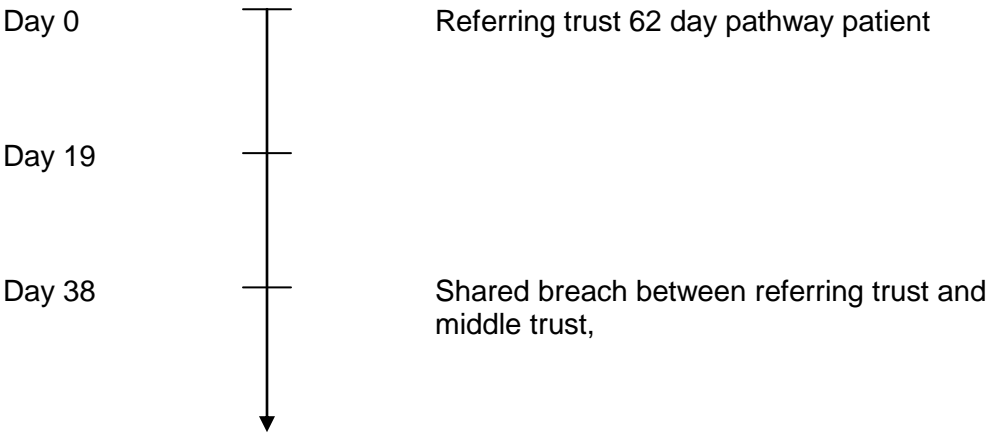 Day 0 Referring trust 62 day pathway patient
Day 19
Day 38 Shared breach between referring trust and
middle trust,